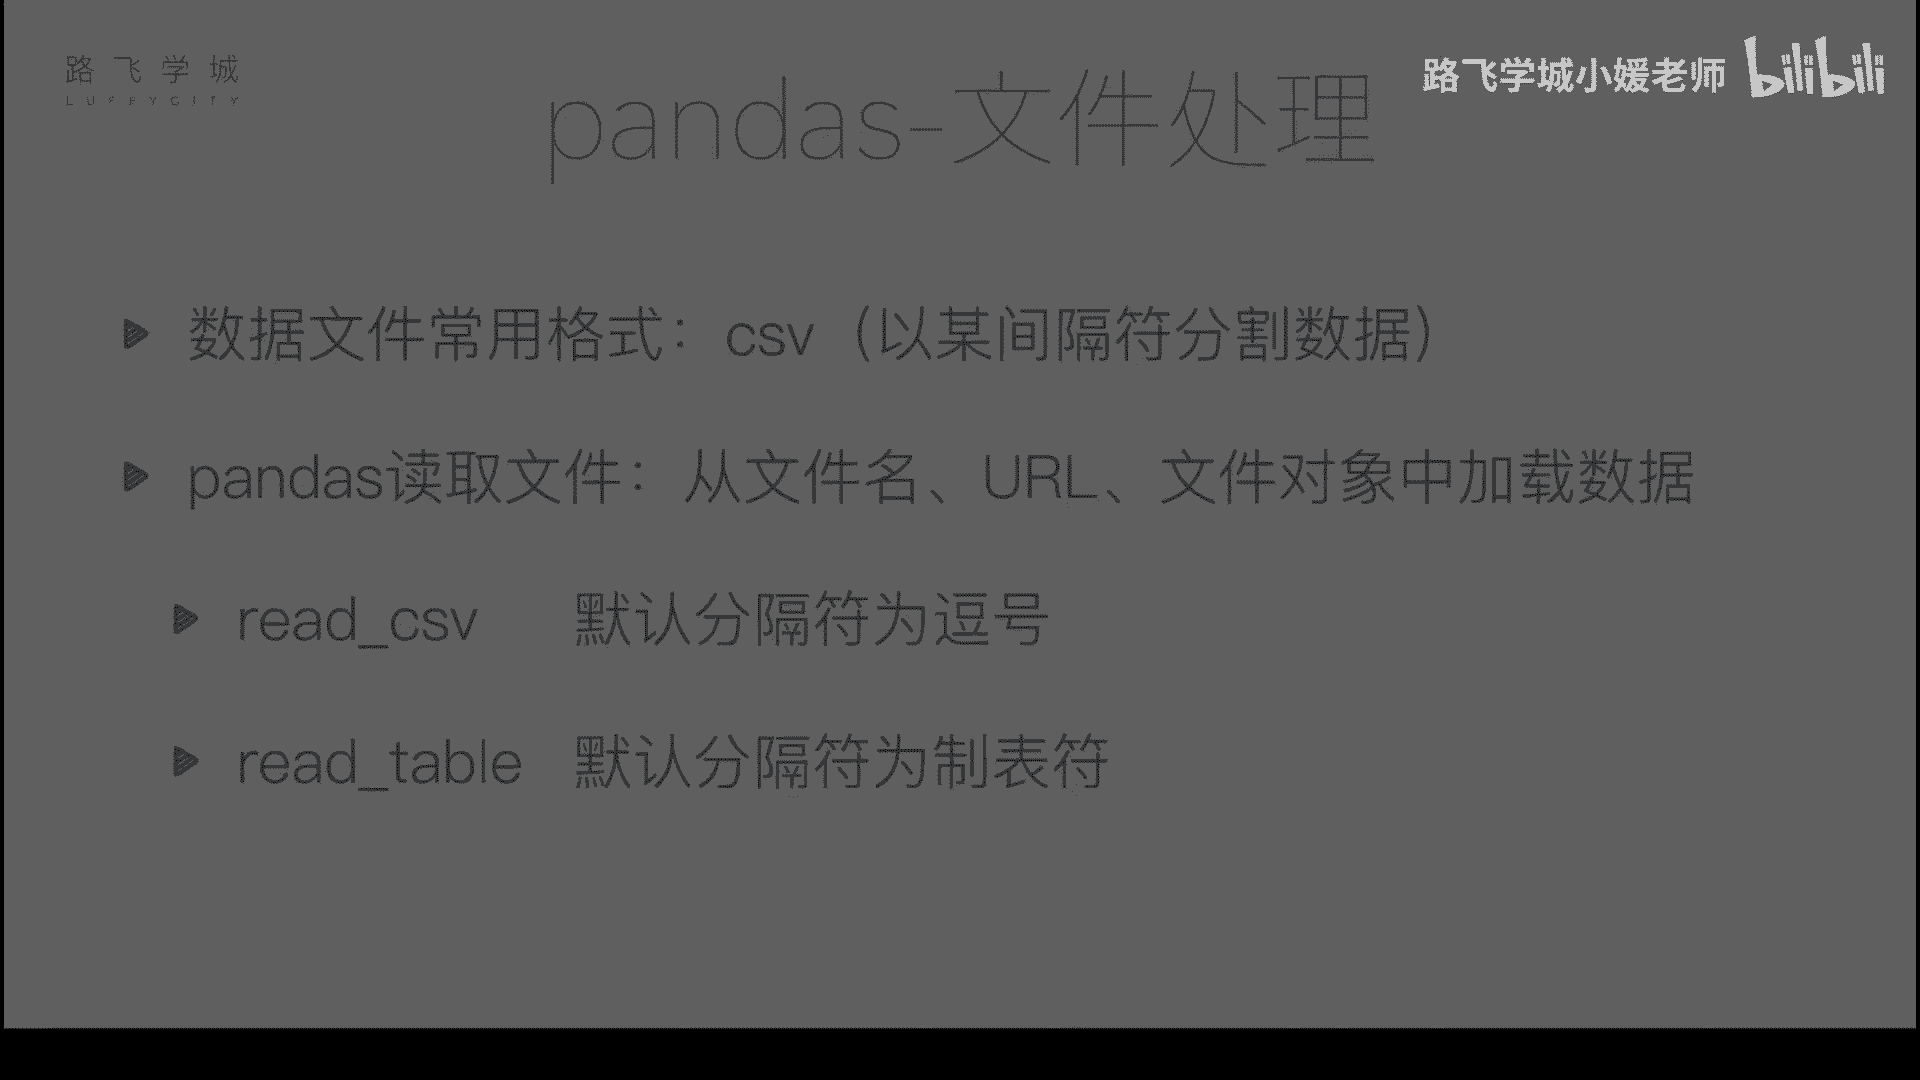 路飞学城
LUFFYCITY
路飞学城小媛老师 bilibili
pandas-文件处理
数据文件常用格式：csv（以某间隔符分割数据）
pandas读取文件：从文件名、URL、文件对象中加载数据
read_csv 默认分隔符为逗号
read_table 默认分隔符为制表符